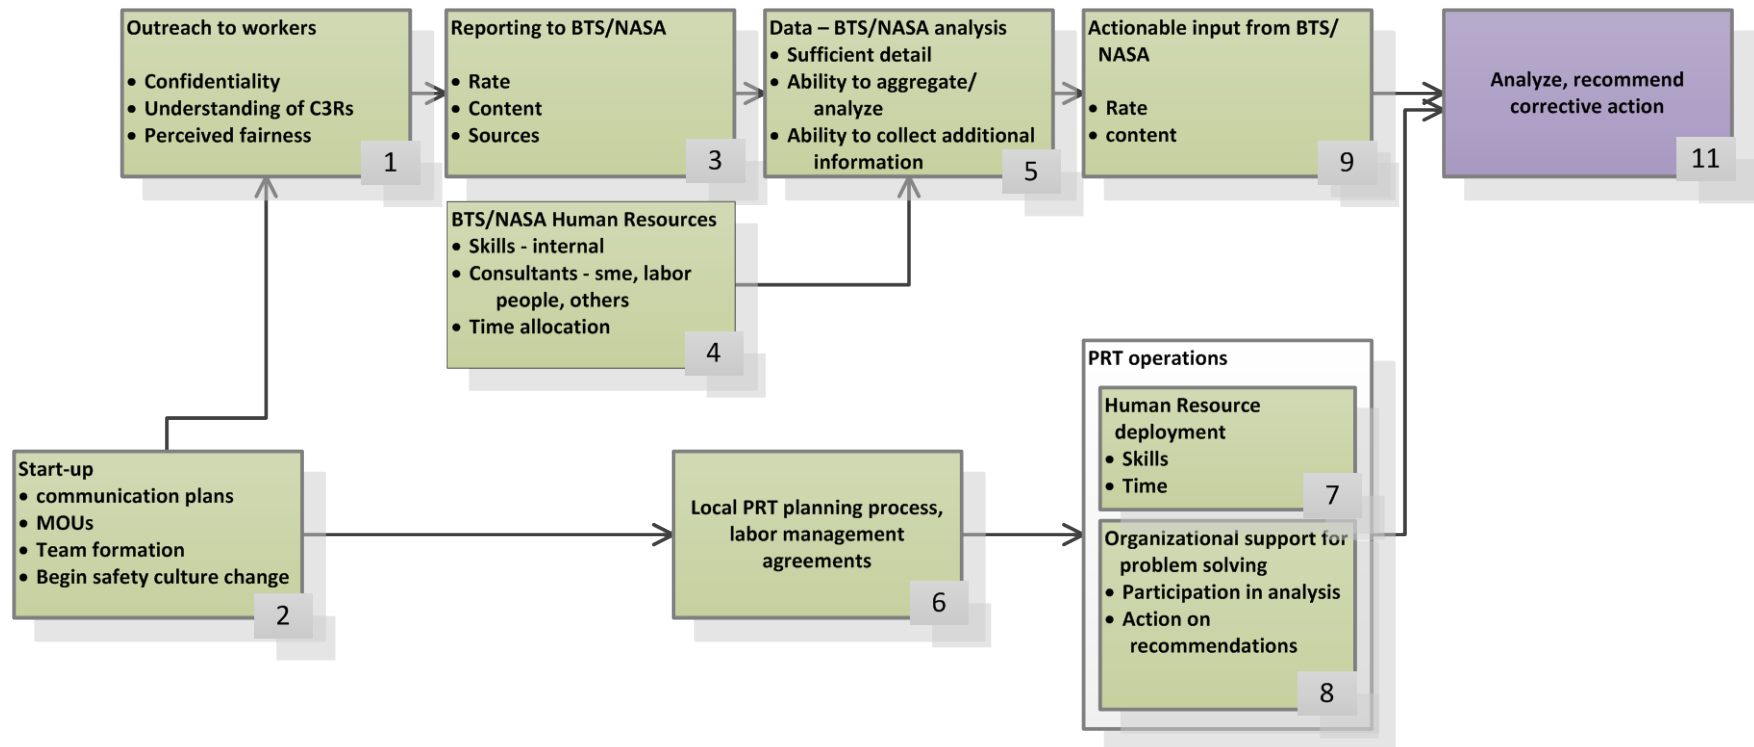 Outreach to workers
• Confidentiality
• Understanding of C3Rs
• Perceived fairness
1
Reporting to BTS/NASA
• Rate
• Content
• Sources
3
Data – BTS/NASA analysis
• Sufficient detail
• Ability to aggregate/
analyze
• Ability to collect additional
information
5
Actionable input from BTS/
NASA
• Rate
• content
9
Analyze, recommend
corrective action
11
BTS/NASA Human Resources
• Skills - internal
• Consultants - sme, labor
people, others
• Time allocation
4
Start-up
• communication plans
• MOUs
• Team formation
• Begin safety culture change
2
Local PRT planning process,
labor management
agreements
6
PRT operations
Human Resource
deployment
• Skills
• Time
7
Organizational support for
problem solving
• Participation in analysis
• Action on
recommendations
8